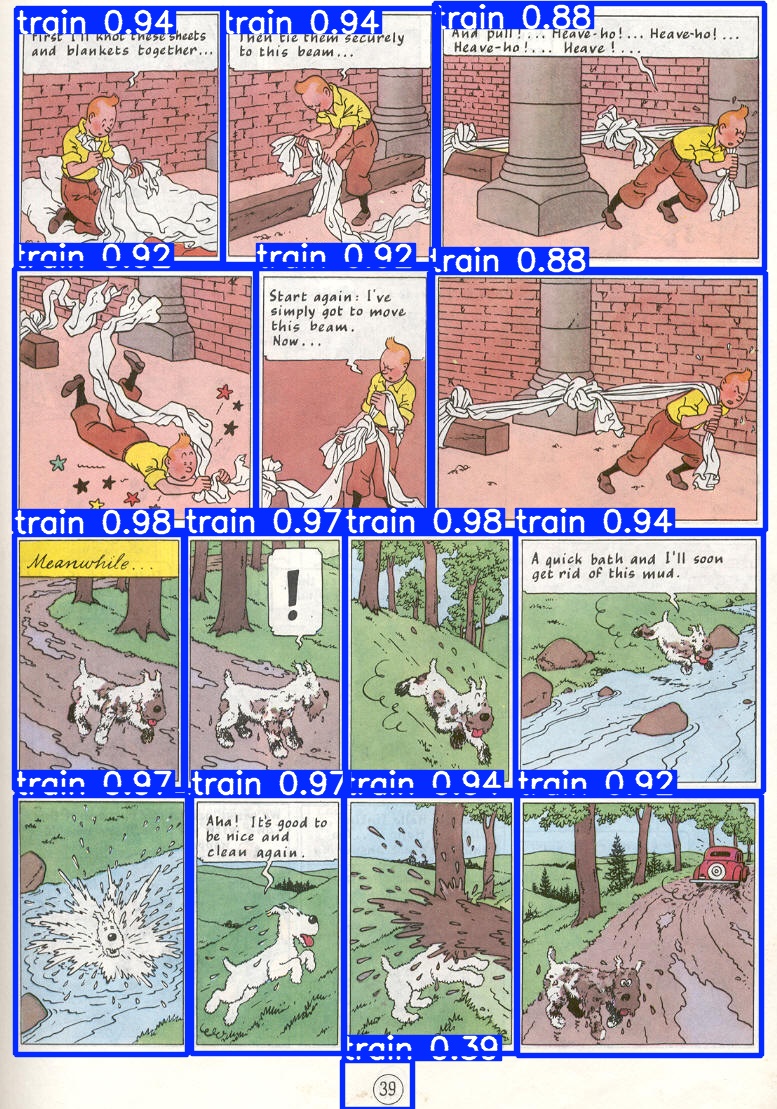 train 0.94
First I'll knot these sheets
and blankets together...
train 0.94
Then tie them securely
to this beam...
train 0.88
And pull!... Heave-ho!... Heave-ho!...
Heave-ho!... Heave!...
train 0.92
train 0.92
Start again: I've
simply got to move
this beam.
Now...
train 0.88
train 0.98
Meanwhile...
train 0.97
!
train 0.98
train 0.94
A quick bath and I'll soon
get rid of this mud.
train 0.97
train 0.97
Aha! It's good to
be nice and
clean again.
train 0.94
train 0.92
train 0.39
39